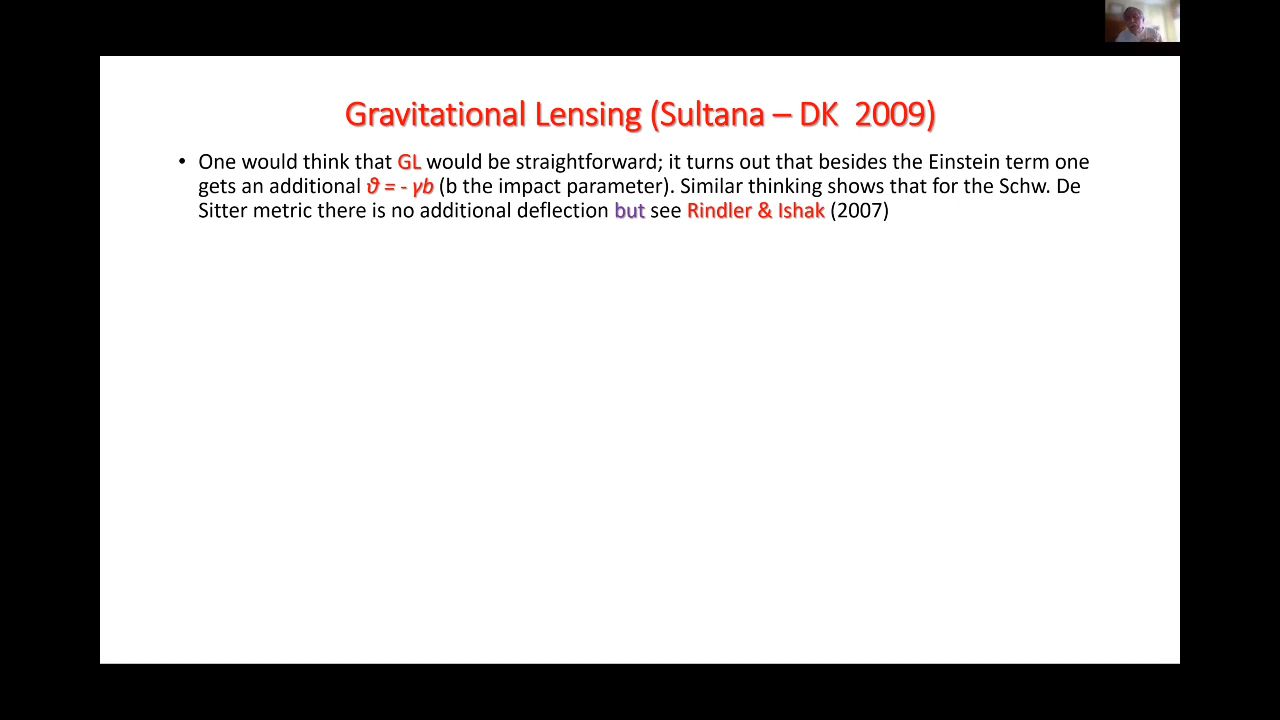 Gravitational Lensing (Sultana – DK  2009)
• One would think that GL would be straightforward; it turns out that besides the Einstein term one
gets an additional ϑ = - γb (b the impact parameter). Similar thinking shows that for the Schw. De
Sitter metric there is no additional deflection but see Rindler & Ishak (2007)